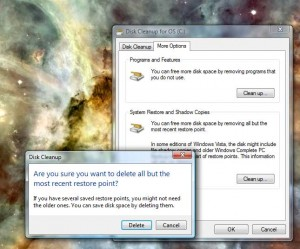 Disk Cleanup for OS (C:)
Disk Cleanup
More Options
Programs and Features
You can free more disk space by removing programs that
you do not use.
Clean up...
System Restore and Shadow Copies
You can free more disk space by removing all but the
most recent restore point.
In some editions of Windows Vista, the disk might include
file shadow copies and older Windows Complete PC
part of restore points. This information
Clean up...
OK
Cancel
Disk Cleanup
Are you sure you want to delete all but the
most recent restore point?
If you have several saved restore points, you might not need
the older ones. You can save disk space by deleting them.
Delete
Cancel